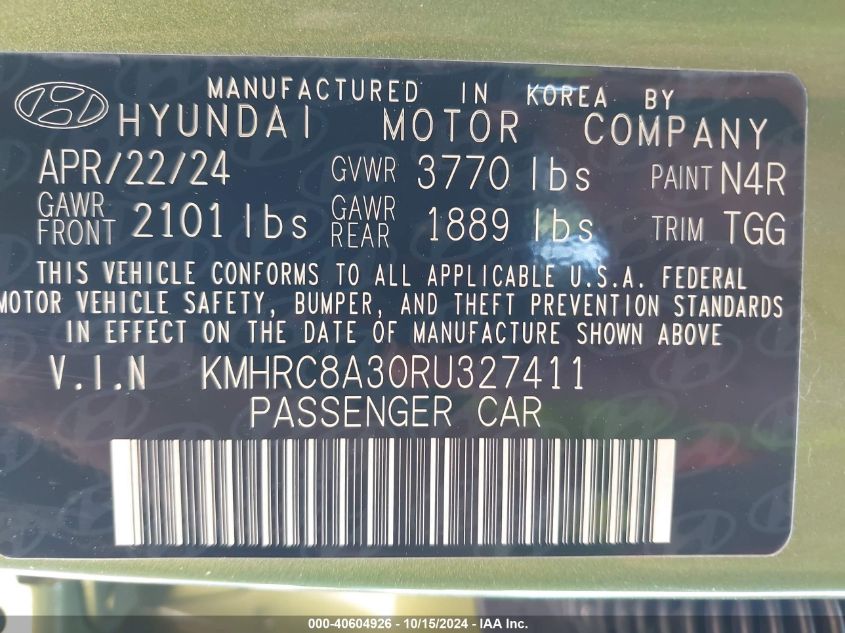 MANUFACTURED IN KOREA BY
HYUNDAI MOTOR COMPANY
APR/22/24 GVWR 3770 lbs PAINT N4R
GAWR FRONT 2101 lbs GAWR REAR 1889 lbs TRIM TGG
THIS VEHICLE CONFORMS TO ALL APPLICABLE U.S.A. FEDERAL
MOTOR VEHICLE SAFETY, BUMPER, AND THEFT PREVENTION STANDARDS
IN EFFECT ON THE DATE OF MANUFACTURE SHOWN ABOVE
V.I.N KMHRC8A30RU327411
PASSENGER CAR
000-40604926 - 10/15/2024 - IAA Inc.